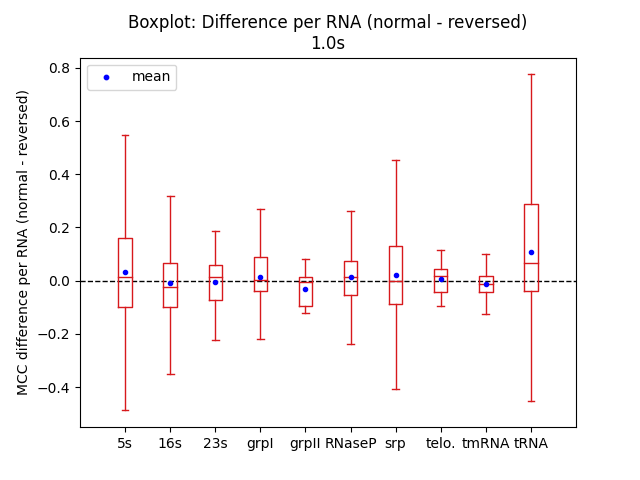 Boxplot: Difference per RNA (normal - reversed)
1.0s
mean
MCC difference per RNA (normal - reversed)
0.8
0.6
0.4
0.2
0.0
−0.2
−0.4
5s 16s 23s grpI grpII RNaseP srp telo. tmRNA tRNA